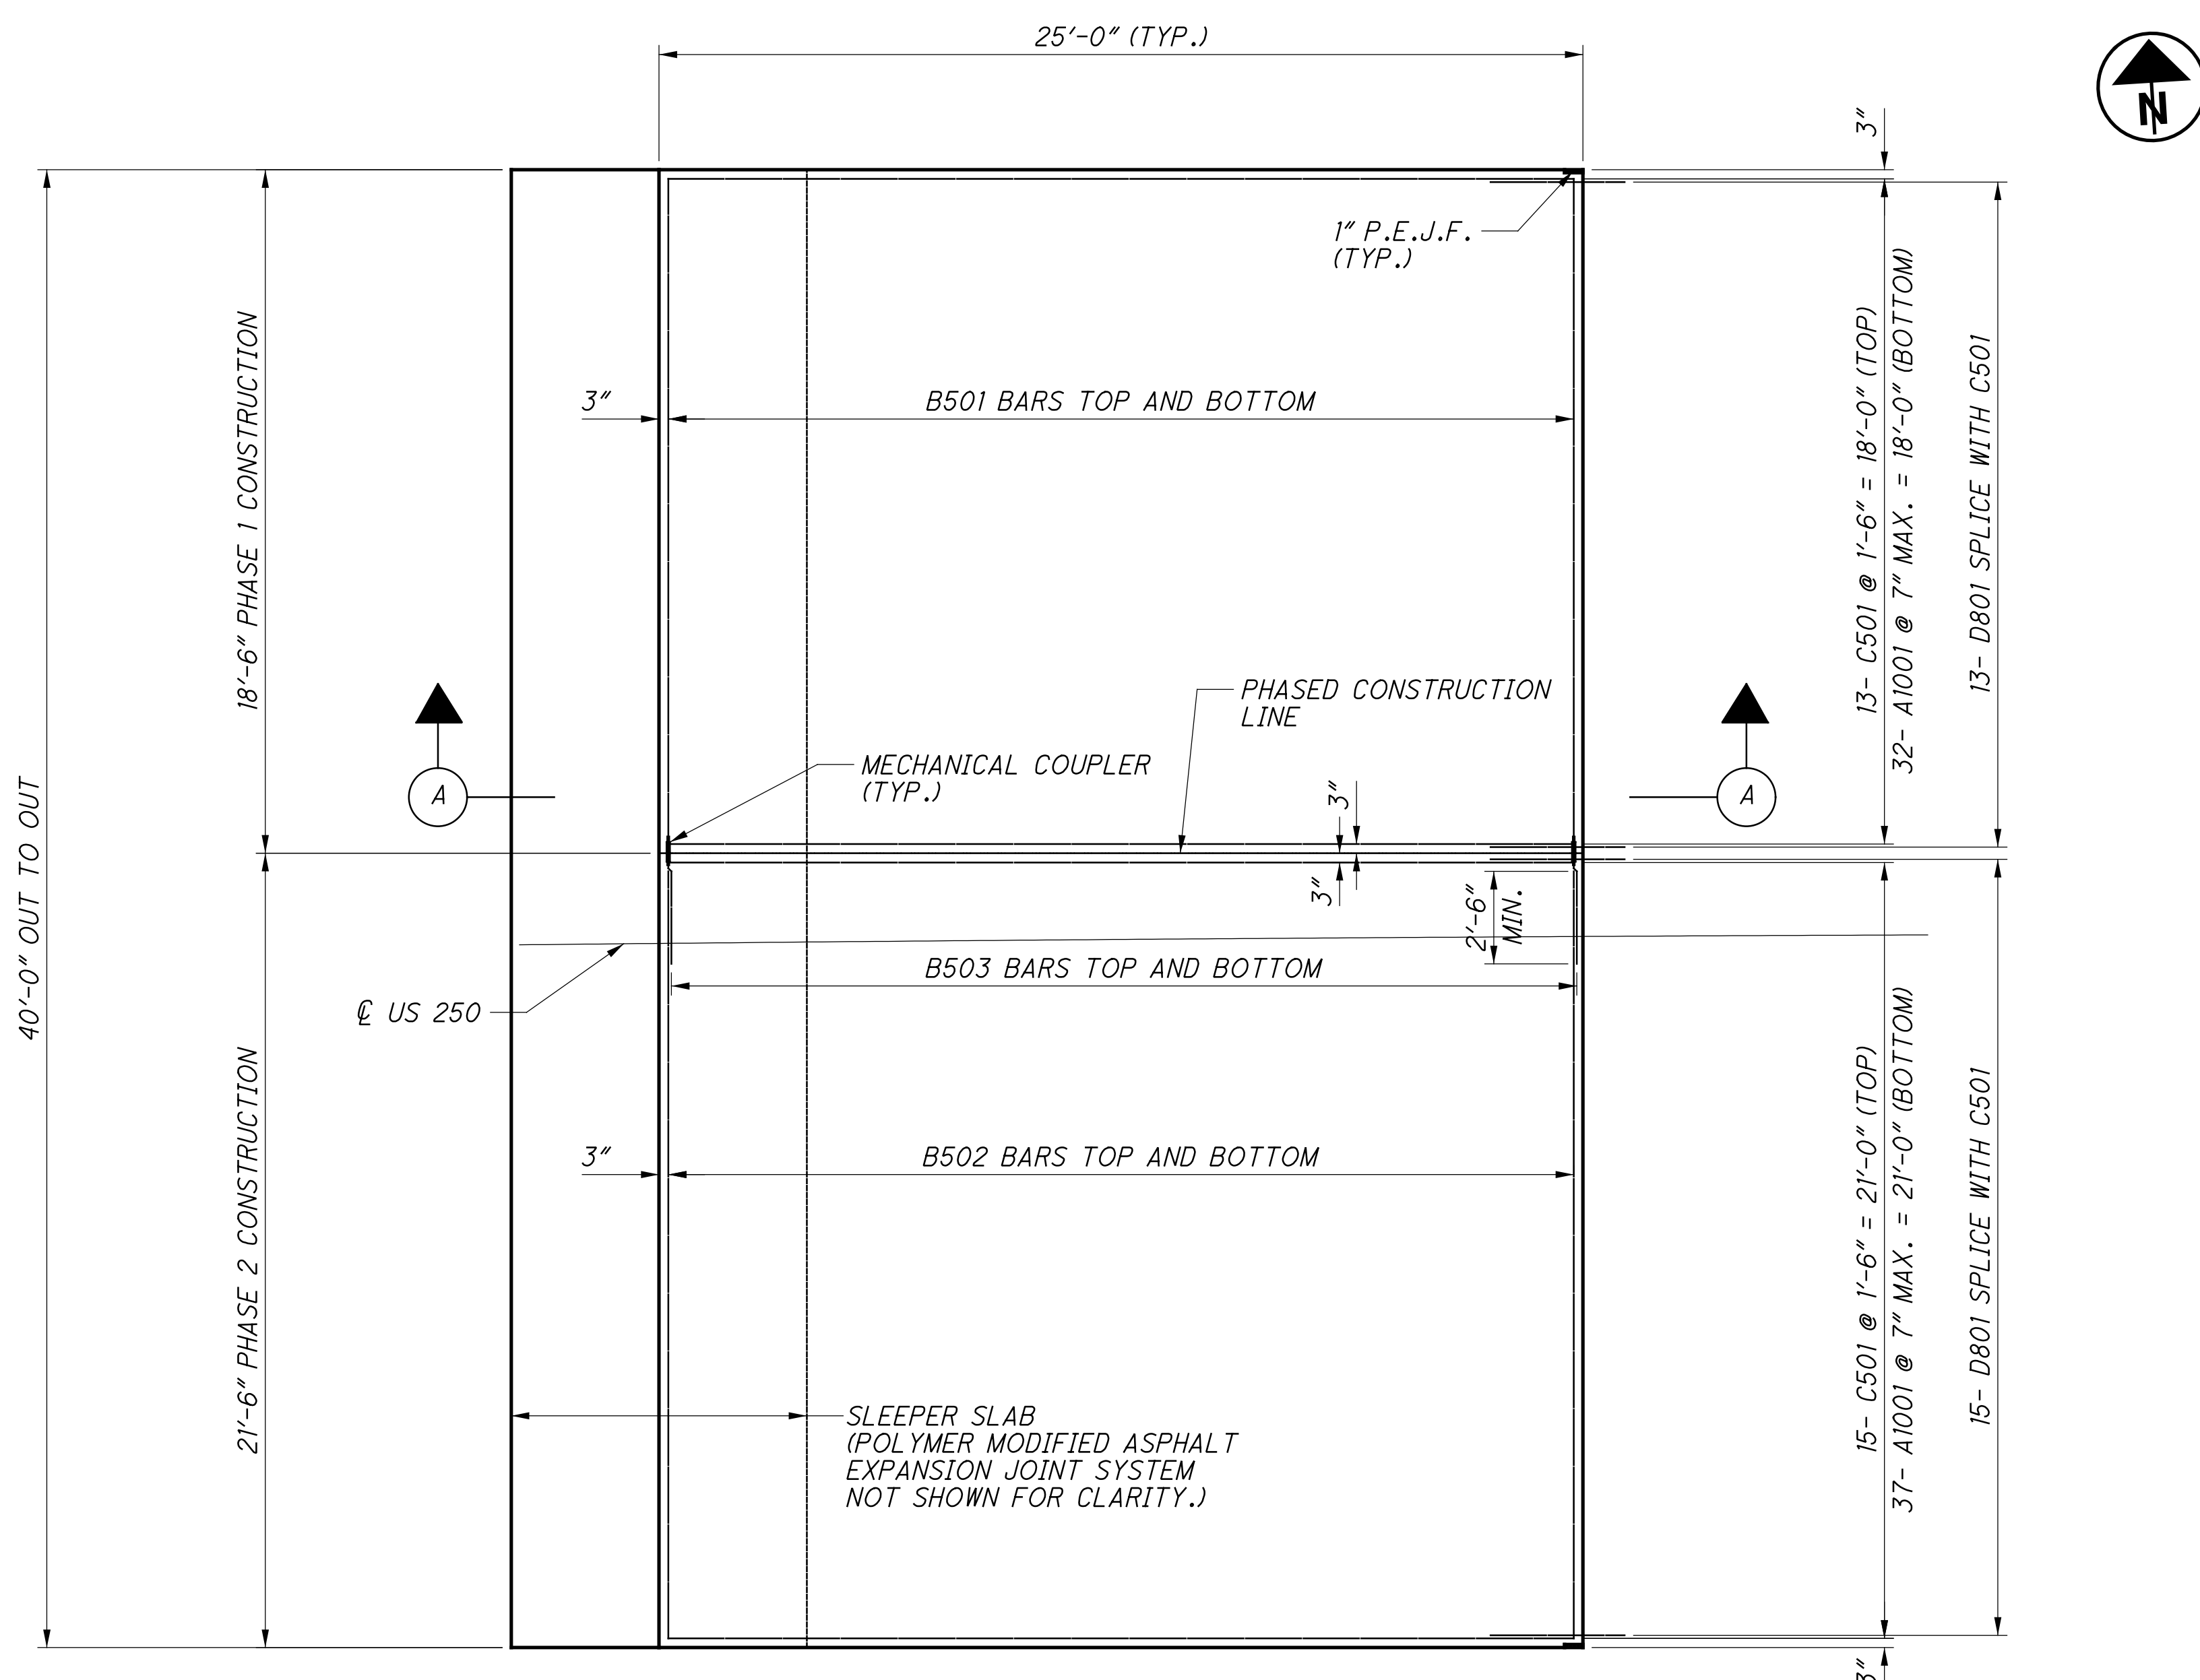 25'-0" (TYP.)
N
3"
1" P.E.J.F.
(TYP.)
18'-6" PHASE 1 CONSTRUCTION
3"
B501 BARS TOP AND BOTTOM
13- C501 @ 1'-6" = 18'-0" (TOP)
32- A1001 @ 7" MAX. = 18'-0" (BOTTOM)
13- D801 SPLICE WITH C501
PHASED CONSTRUCTION
LINE
MECHANICAL COUPLER
(TYP.)
A
A
3"
40'-0" OUT TO OUT
3"
2'-6"
MIN.
B503 BARS TOP AND BOTTOM
℄ US 250
21'-6" PHASE 2 CONSTRUCTION
3"
B502 BARS TOP AND BOTTOM
15- C501 @ 1'-6" = 21'-0" (TOP)
37- A1001 @ 7" MAX. = 21'-0" (BOTTOM)
15- D801 SPLICE WITH C501
SLEEPER SLAB
(POLYMER MODIFIED ASPHALT
EXPANSION JOINT SYSTEM
NOT SHOWN FOR CLARITY.)
3"